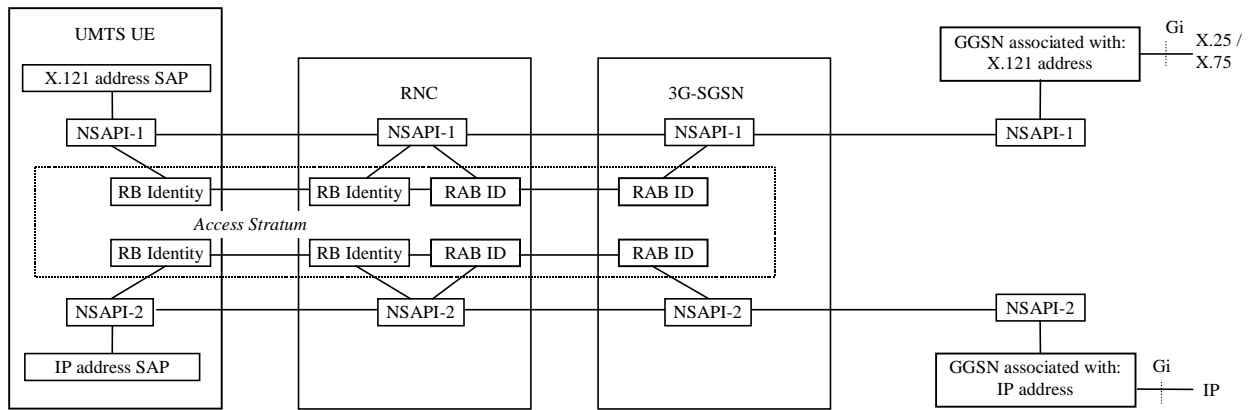 UMTS UE
X.121 address SAP
NSAPI-1
RB Identity
Access Stratum
RB Identity
NSAPI-2
IP address SAP
RNC
NSAPI-1
RB Identity
RAB ID
RB Identity
RAB ID
NSAPI-2
3G-SGSN
NSAPI-1
RAB ID
RAB ID
NSAPI-2
GGSN associated with:
X.121 address
Gi
X.25 /
X.75
NSAPI-1
NSAPI-2
GGSN associated with:
IP address
Gi
IP